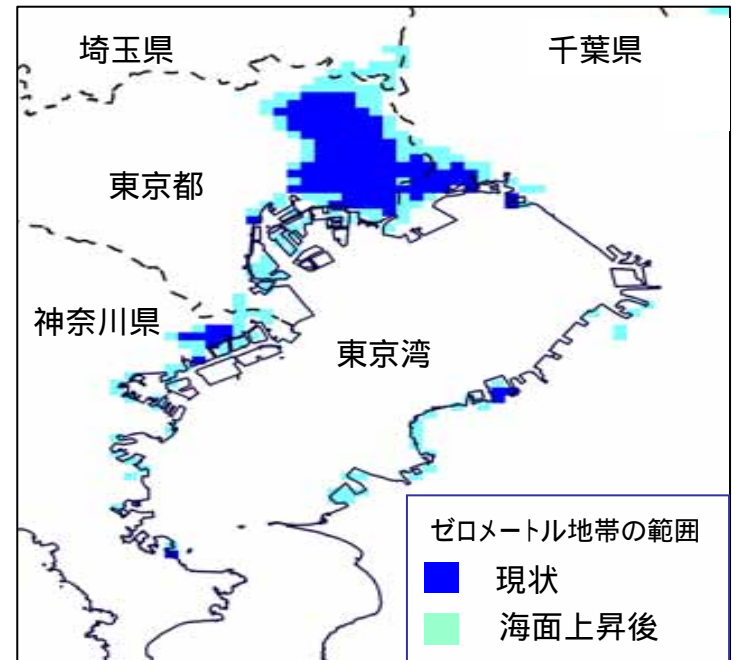 埼玉県
千葉県
東京都
神奈川県
東京湾
ゼロメートル地帯の範囲
現状
海面上昇後